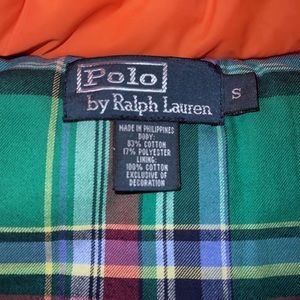 Polo
by Ralph Lauren
S
MADE IN PHILIPPINES
BODY:
83% COTTON
17% POLYESTER
LINING:
100% COTTON
EXCLUSIVE OF
DECORATION